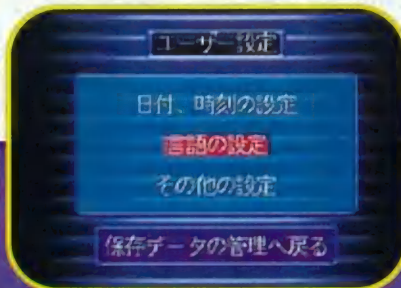 ユーザー設定
日付、時刻の設定
言語の設定
その他の設定
保存データの管理へ戻る